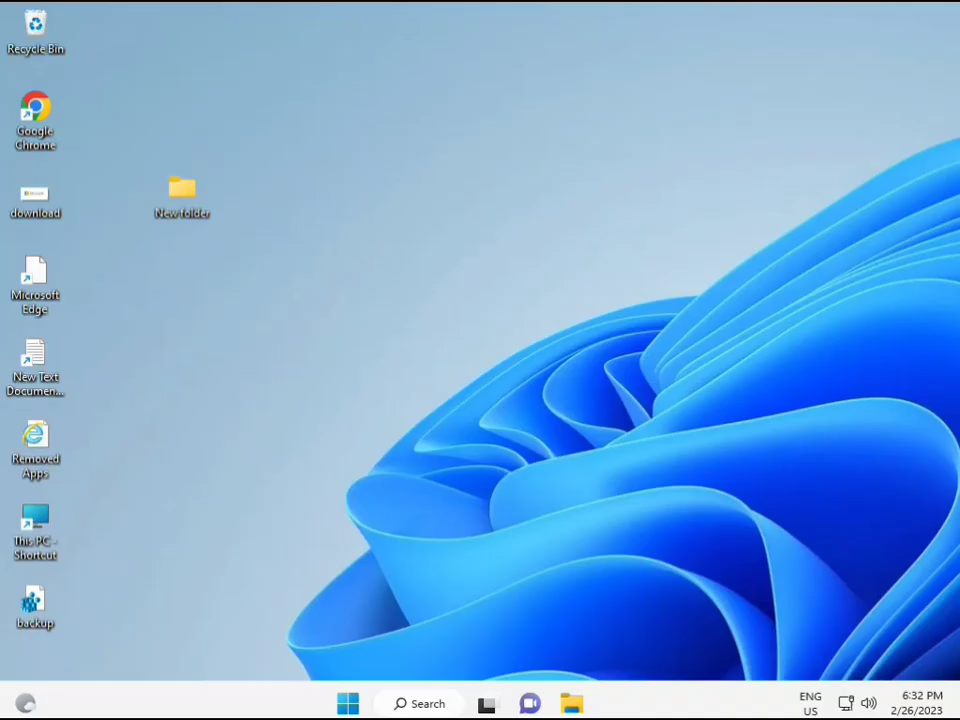 Recycle Bin
Google
Chrome
download
New folder
Microsoft
Edge
New Text
Documen...
Removed
Apps
This PC -
Shortcut
backup
Search
ENG
US
6:32 PM
2/26/2023